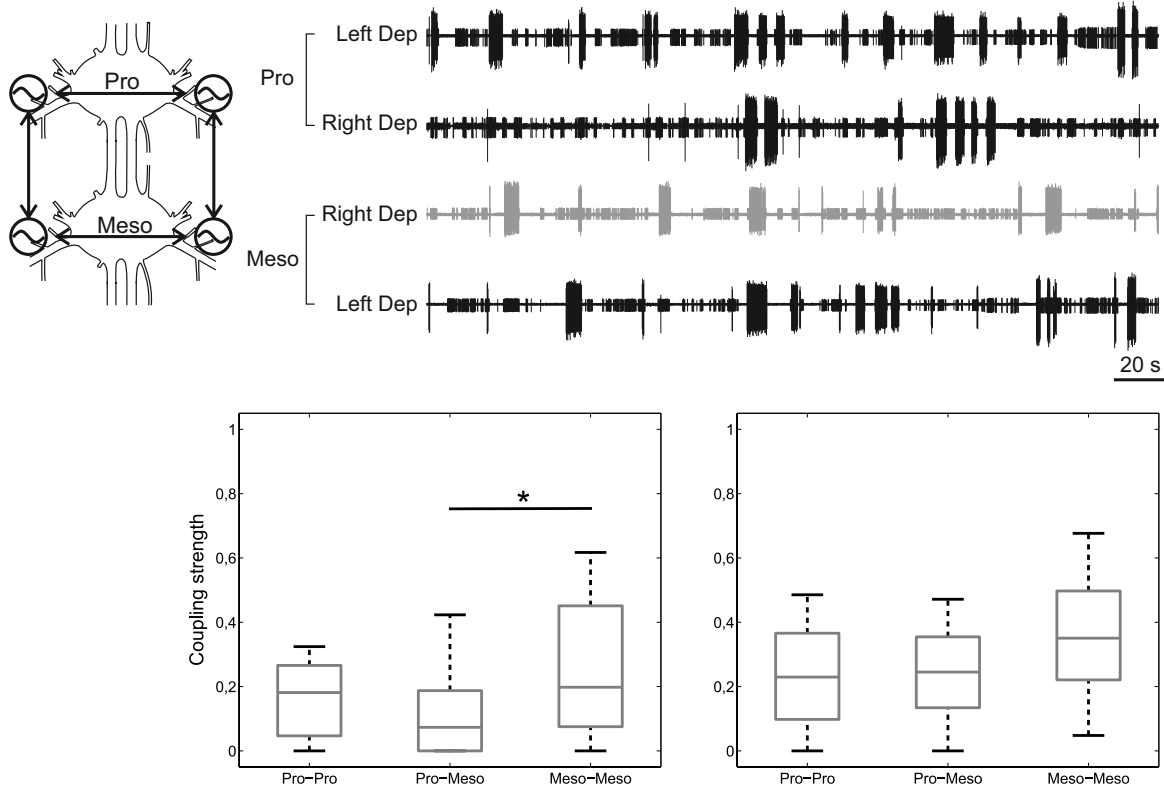 Pro
Meso
Pro
Left Dep
Right Dep
Meso
Right Dep
Left Dep
20 s
Coupling strength
1
0,8
0,6
0,4
0,2
0
*
Pro-Pro
Pro-Meso
Meso-Meso
1
0,8
0,6
0,4
0,2
0
Pro-Pro
Pro-Meso
Meso-Meso